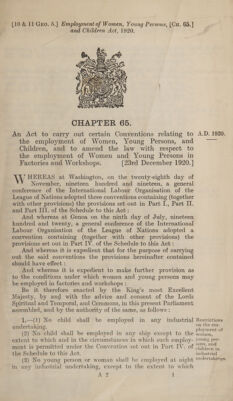 [10 & 11 GEO. 5.] Employment of Women, Young Persons, [CH. 65.]
and Children Act, 1920.
CHAPTER 65.
An Act to carry out certain Conventions relating to A.D. 1920.
the employment of Women, Young Persons, and
Children, and to amend the law with respect to
the employment of Women and Young Persons in
Factories and Workshops. [23rd December 1920.]
WHEREAS at Washington, on the twenty-eighth day of
November, nineteen hundred and nineteen, a general
conference of the International Labour Organisation of the
League of Nations adopted three conventions containing (together
with other provisions) the provisions set out in Part I., Part II.
and Part III. of the Schedule to this Act :
And whereas at Genoa on the ninth day of July, nineteen
hundred and twenty, a general conference of the International
Labour Organisation of the League of Nations adopted a
convention containing (together with other provisions) the
provisions set out in Part IV. of the Schedule to this Act :
And whereas it is expedient that for the purpose of carrying
out the said conventions the provisions hereinafter contained
should have effect :
And whereas it is expedient to make further provision as
to the conditions under which women and young persons may
be employed in factories and workshops :
Be it therefore enacted by the King's most Excellent
Majesty, by and with the advice and consent of the Lords
Spiritual and Temporal, and Commons, in this present Parliament
assembled, and by the authority of the same, as follows :
1.—(1) No child shall be employed in any industrial
undertaking.
(2) No child shall be employed in any ship except to the
extent to which and in the circumstances in which such employ-
ment is permitted under the Convention set out in Part IV. of
the Schedule to this Act.
(3) No young person or woman shall be employed at night
in any industrial undertaking, except to the extent to which
Restrictions
on the em-
ployment of
women,
young per-
sons, and
children in
industrial
undertakings.
A 2 1